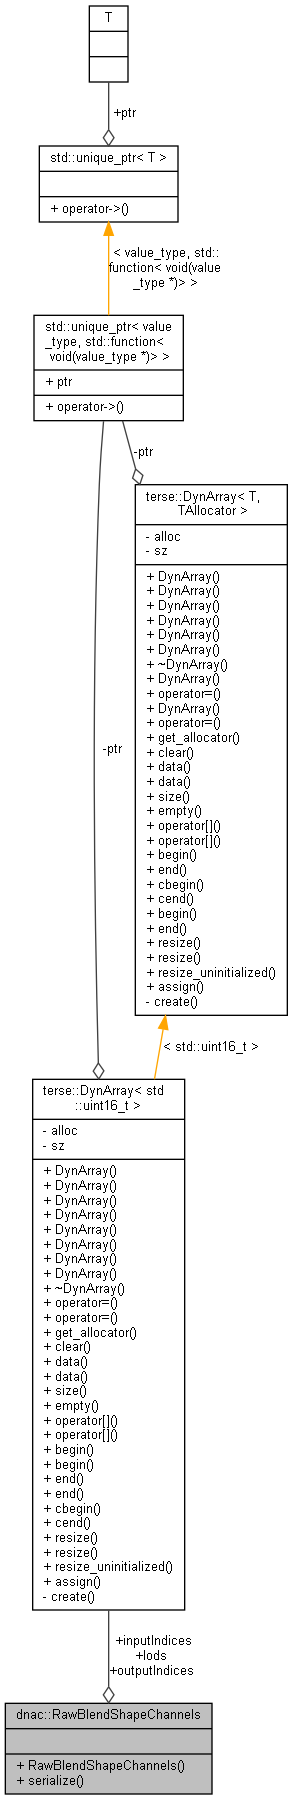 T
+ptr
std::unique_ptr< T >
+ operator->()
< value_type, std::
function< void(value
_type *)> >
std::unique_ptr< value
_type, std::function<
void(value_type *)> >
+ ptr
+ operator->()
-ptr
terse::DynArray< T,
TAllocator >
- alloc
- sz
+ DynArray()
+ DynArray()
+ DynArray()
+ DynArray()
+ DynArray()
+ DynArray()
+ ~DynArray()
+ DynArray()
+ operator=()
+ DynArray()
+ operator=()
+ get_allocator()
+ clear()
+ data()
+ data()
+ size()
+ empty()
+ operator[]()
+ operator[]()
+ begin()
+ end()
+ cbegin()
+ cend()
+ begin()
+ end()
+ resize()
+ resize()
+ resize_uninitialized()
+ assign()
- create()
-ptr
< std::uint16_t >
terse::DynArray< std
::uint16_t >
- alloc
- sz
+ DynArray()
+ DynArray()
+ DynArray()
+ DynArray()
+ DynArray()
+ DynArray()
+ DynArray()
+ DynArray()
+ ~DynArray()
+ operator=()
+ operator=()
+ get_allocator()
+ clear()
+ data()
+ data()
+ size()
+ empty()
+ operator[]()
+ operator[]()
+ begin()
+ begin()
+ end()
+ end()
+ cbegin()
+ cend()
+ resize()
+ resize()
+ resize_uninitialized()
+ assign()
- create()
+inputIndices
+lods
+outputIndices
dnac::RawBlendShapeChannels
+ RawBlendShapeChannels()
+ serialize()